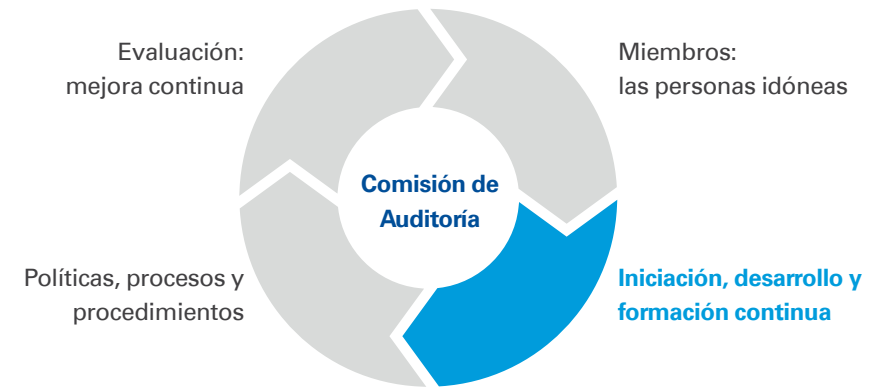 Evaluación:
mejora continua
Miembros:
las personas idóneas
Comisión de
Auditoría
Políticas, procesos y
procedimientos
Iniciación, desarrollo y
formación continua